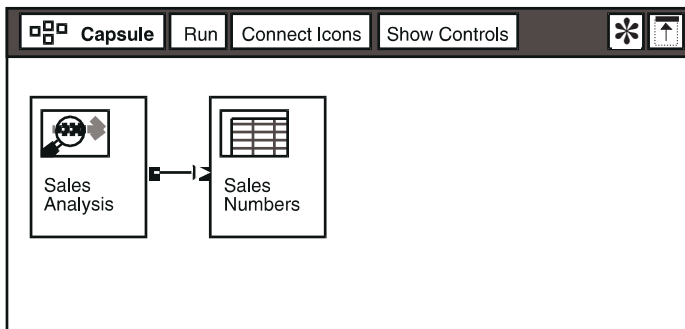 Capsule Run Connect Icons Show Controls
Sales
Analysis
Sales
Numbers